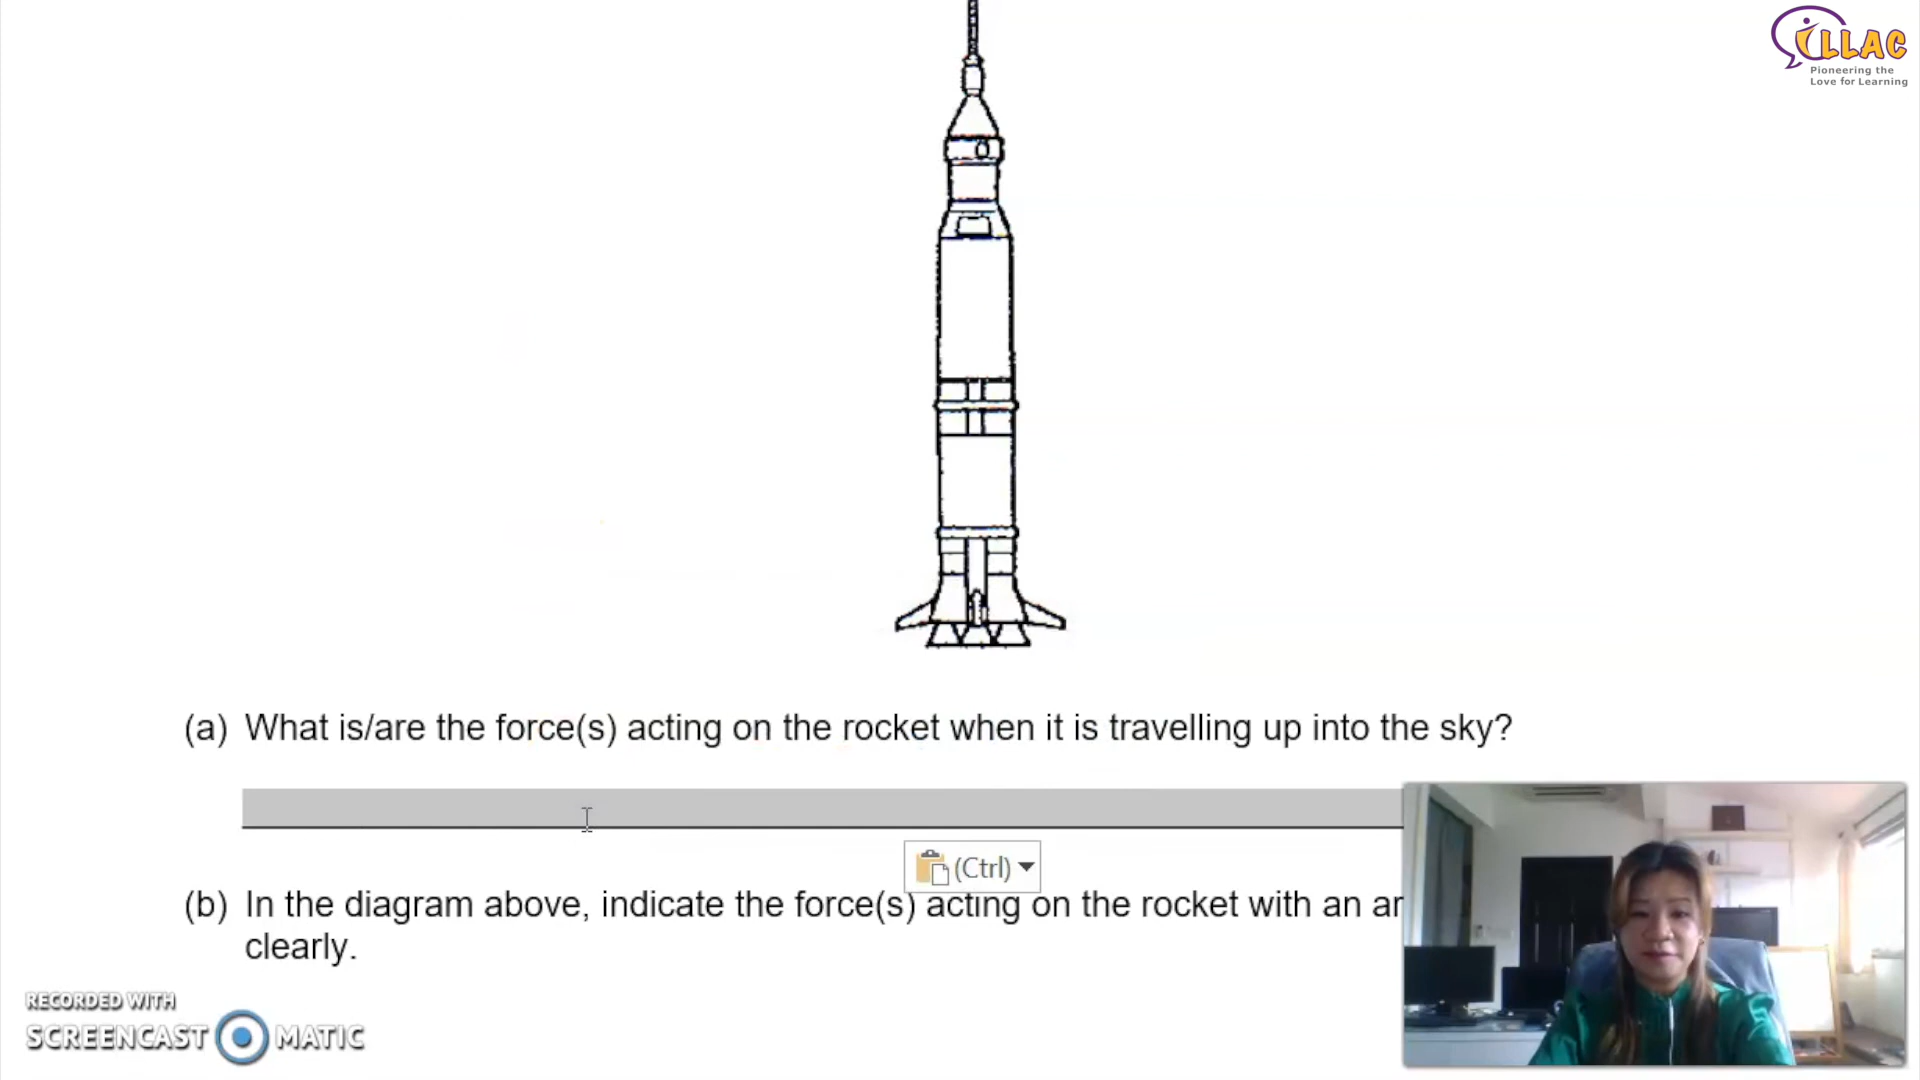 iLLAC
Pioneering the
Love for Learning
(a) What is/are the force(s) acting on the rocket when it is travelling up into the sky?
(Ctrl)
(b) In the diagram above, indicate the force(s) acting on the rocket with an ar
clearly.
RECORDED WITH
SCREENCAST MATIC